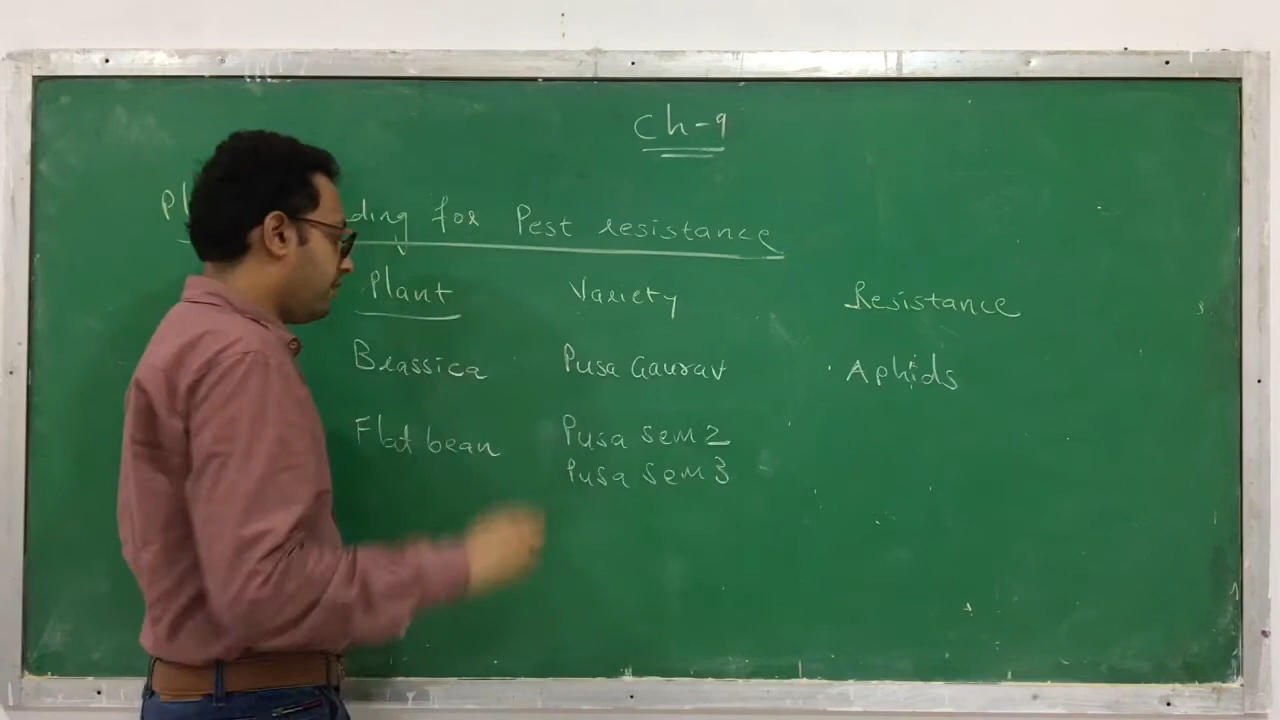 Ch-9
Pl ding for Pest resistance
Plant Variety Resistance
Brassica Pusa Gaurav Aphids
Flat bean Pusa Sem 2
Pusa Sem 3